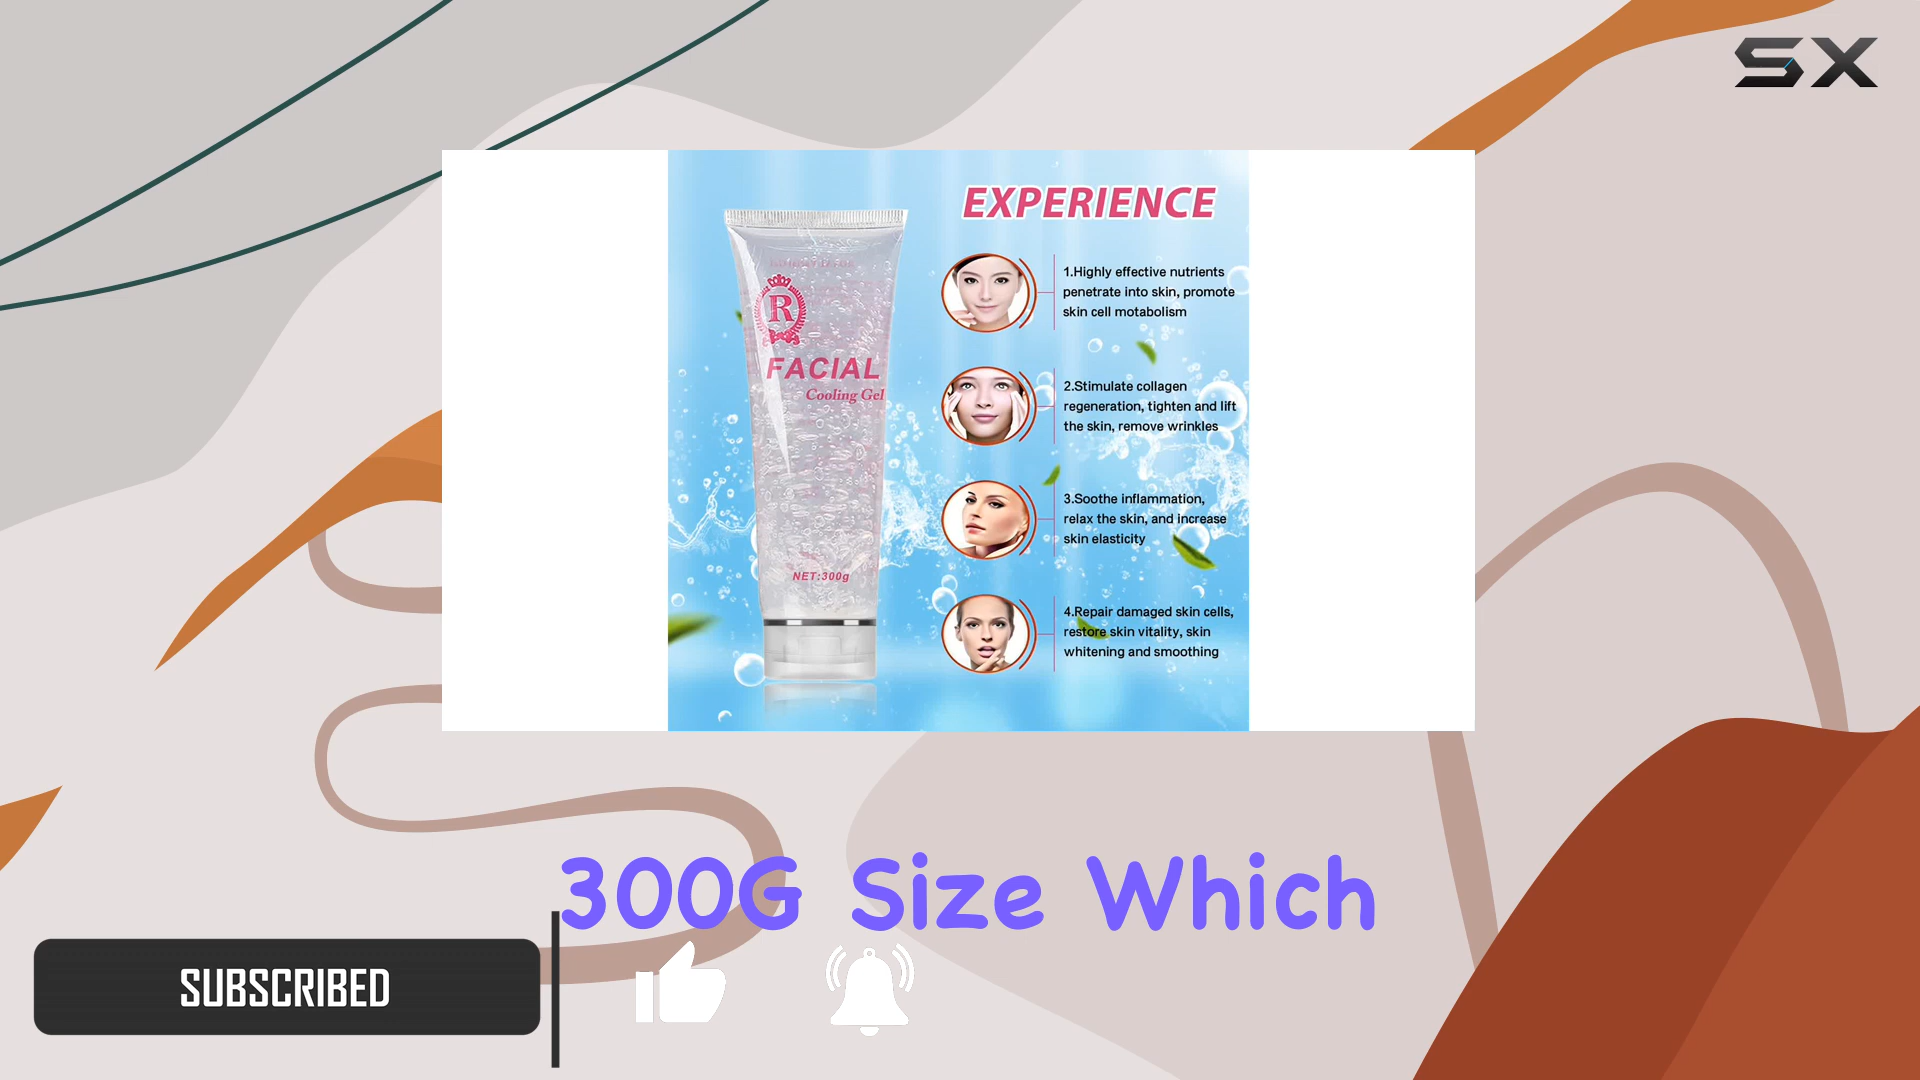 SX
EXPERIENCE
1.Highly effective nutrients
penetrate into skin, promote
skin cell motabolism
R
FACIAL
Cooling Gel
2.Stimulate collagen
regeneration, tighten and lift
the skin, remove wrinkles
3.Soothe inflammation,
relax the skin, and increase
skin elasticity
NET:300g
4.Repair damaged skin cells,
restore skin vitality, skin
whitening and smoothing
300G Size Which
SUBSCRIBED